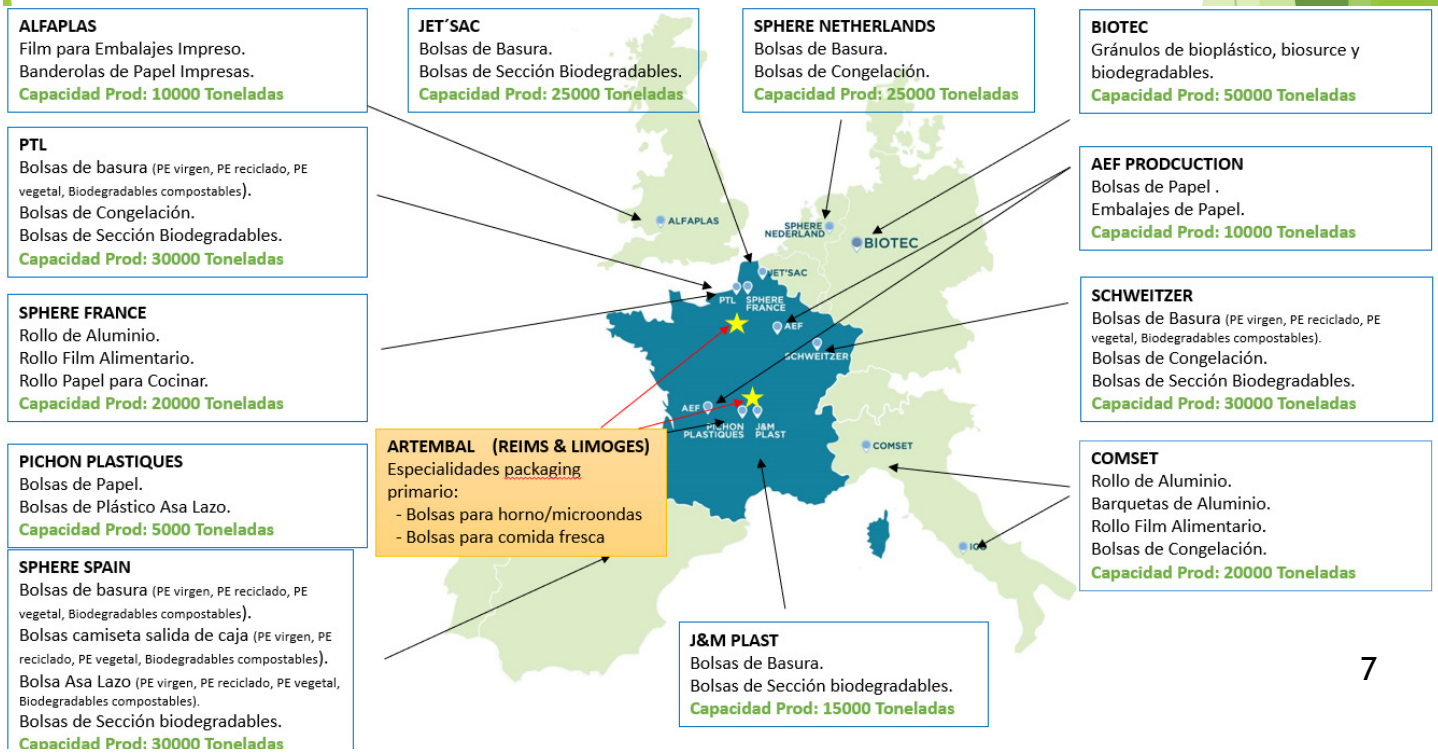 ALFAPLAS
Film para Embalajes Impreso.
Banderolas de Papel Impresas.
Capacidad Prod: 10000 Toneladas
JET´SAC
Bolsas de Basura.
Bolsas de Sección Biodegradables.
Capacidad Prod: 25000 Toneladas
SPHERE NETHERLANDS
Bolsas de Basura.
Bolsas de Congelación.
Capacidad Prod: 25000 Toneladas
BIOTEC
Gránulos de bioplástico, biosurce y
biodegradables.
Capacidad Prod: 50000 Toneladas
PTL
Bolsas de basura (PE virgen, PE reciclado, PE
vegetal, Biodegradables compostables).
Bolsas de Congelación.
Bolsas de Sección Biodegradables.
Capacidad Prod: 30000 Toneladas
AEF PRODCUCTION
Bolsas de Papel .
Embalajes de Papel.
Capacidad Prod: 10000 Toneladas
SPHERE FRANCE
Rollo de Aluminio.
Rollo Film Alimentario.
Rollo Papel para Cocinar.
Capacidad Prod: 20000 Toneladas
SCHWEITZER
Bolsas de Basura (PE virgen, PE reciclado, PE
vegetal, Biodegradables compostables).
Bolsas de Congelación.
Bolsas de Sección Biodegradables.
Capacidad Prod: 30000 Toneladas
ALFAPLAS
SPHERE
NEDERLAND
BIOTEC
JET'SAC
PTL
SPHERE
FRANCE
AEF
SCHWEITZER
AEF
PICHON
PLASTIQUES
J&M
PLAST
COMSET
ICO
ARTEMBAL (REIMS & LIMOGES)
Especialidades packaging
primario:
- Bolsas para horno/microondas
- Bolsas para comida fresca
PICHON PLASTIQUES
Bolsas de Papel.
Bolsas de Plástico Asa Lazo.
Capacidad Prod: 5000 Toneladas
COMSET
Rollo de Aluminio.
Barquetas de Aluminio.
Rollo Film Alimentario.
Bolsas de Congelación.
Capacidad Prod: 20000 Toneladas
SPHERE SPAIN
Bolsas de basura (PE virgen, PE reciclado, PE
vegetal, Biodegradables compostables).
Bolsas camiseta salida de caja (PE virgen, PE
reciclado, PE vegetal, Biodegradables compostables).
Bolsa Asa Lazo (PE virgen, PE reciclado, PE vegetal,
Biodegradables compostables).
Bolsas de Sección biodegradables.
Capacidad Prod: 30000 Toneladas
J&M PLAST
Bolsas de Basura.
Bolsas de Sección biodegradables.
Capacidad Prod: 15000 Toneladas
7